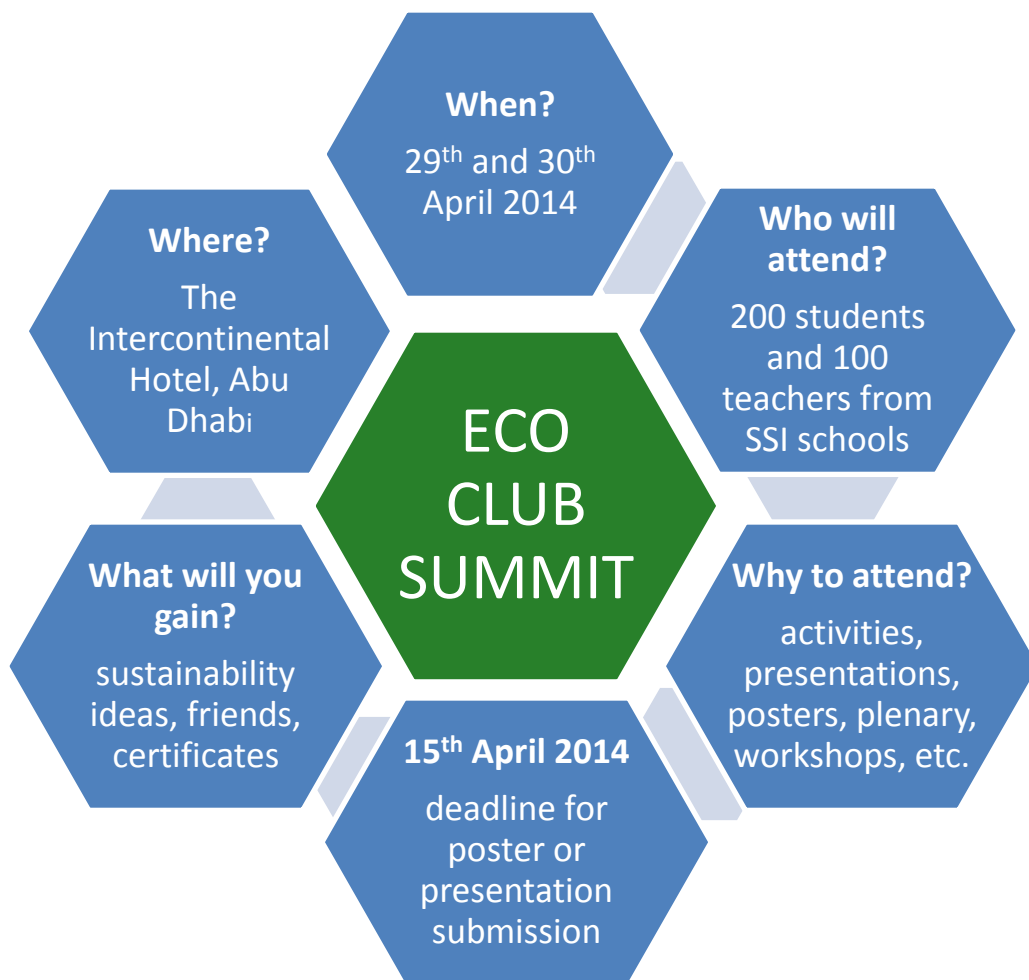 When?
29th and 30th
April 2014
Who will
attend?
200 students
and 100
teachers from
SSI schools
Why to attend?
activities,
presentations,
posters, plenary,
workshops, etc.
15th April 2014
deadline for
poster or
presentation
submission
What will you
gain?
sustainability
ideas, friends,
certificates
Where?
The
Intercontinental
Hotel, Abu
Dhabi
ECO
CLUB
SUMMIT